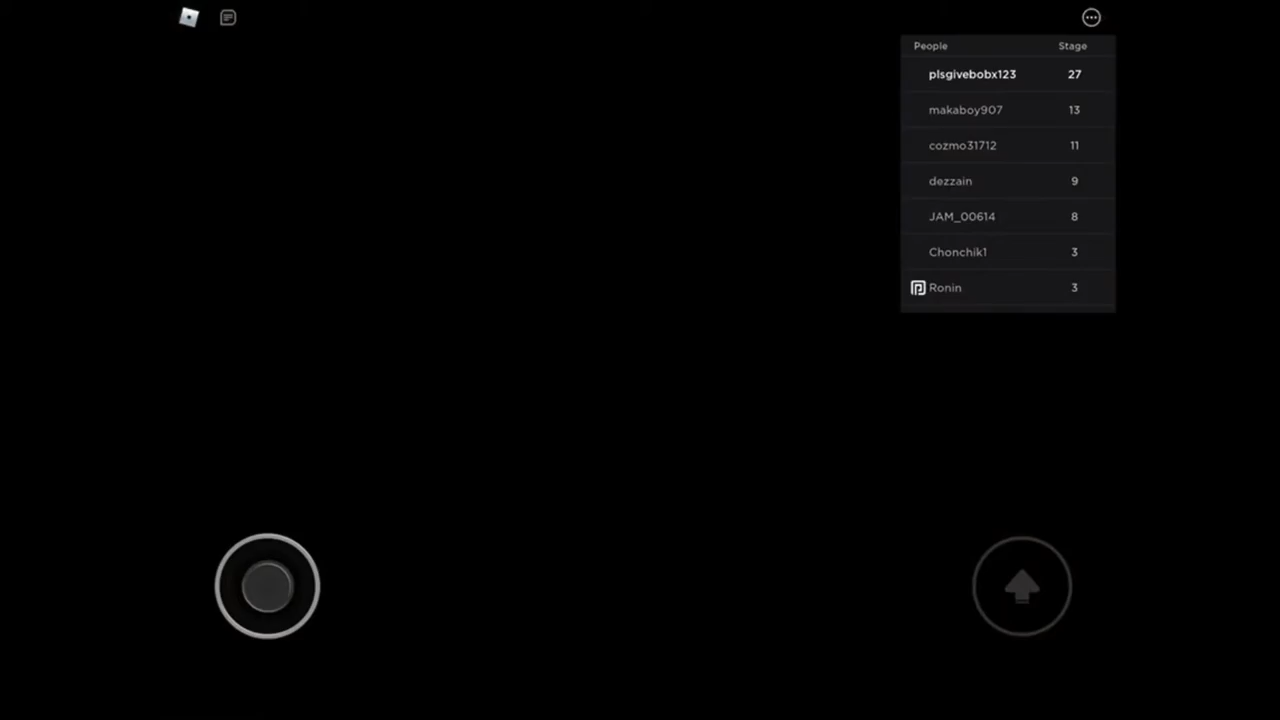 People Stage
plsgivebobx123 27
makaboy907 13
cozmo31712 11
dezzain 9
JAM_00614 8
Chonchik1 3
Ronin 3